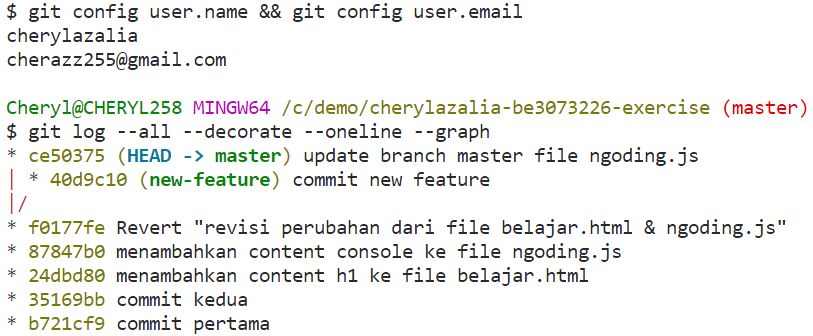 $ git config user.name && git config user.email
cherylazalia
cherazz255@gmail.com
Cheryl@CHERYL258 MINGW64 /c/demo/cherylazalia-be3073226-exercise (master)
$ git log --all --decorate --oneline --graph
* ce50375 (HEAD -> master) update branch master file ngoding.js
| * 40d9c10 (new-feature) commit new feature
|/
* f0177fe Revert "revisi perubahan dari file belajar.html & ngoding.js"
* 87847b0 menambahkan content console ke file ngoding.js
* 24dbd80 menambahkan content h1 ke file belajar.html
* 35169bb commit kedua
* b721cf9 commit pertama